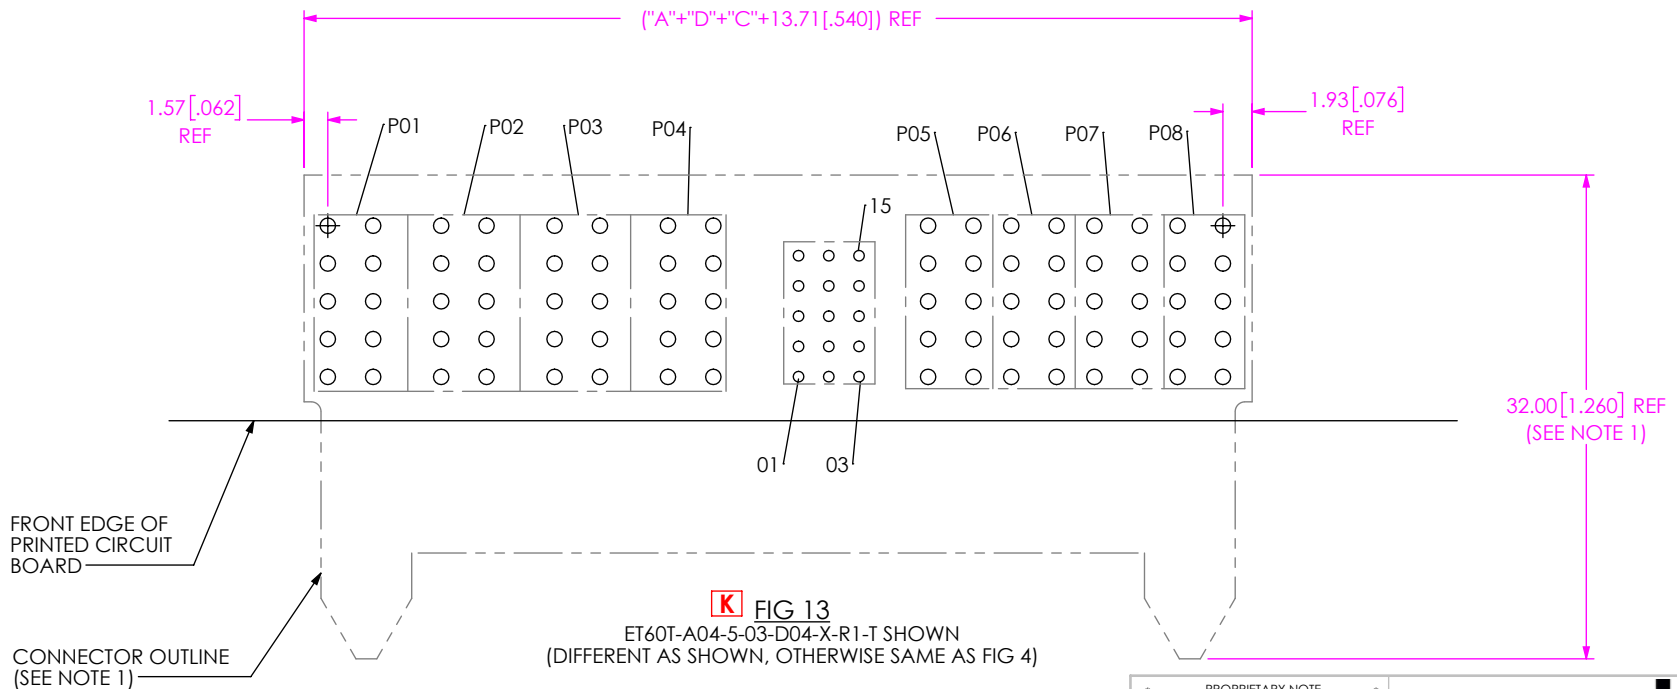 ("A"+"D"+"C"+13.71[.540]) REF
1.57[.062]
REF
1.93[.076]
REF
P01
P02
P03
P04
P05
P06
P07
P08
15
01
03
32.00[1.260] REF
(SEE NOTE 1)
FRONT EDGE OF
PRINTED CIRCUIT
BOARD
CONNECTOR OUTLINE
(SEE NOTE 1)
K FIG 13
ET60T-A04-5-03-D04-X-R1-T SHOWN
(DIFFERENT AS SHOWN, OTHERWISE SAME AS FIG 4)
PROPRIETARY NOTE